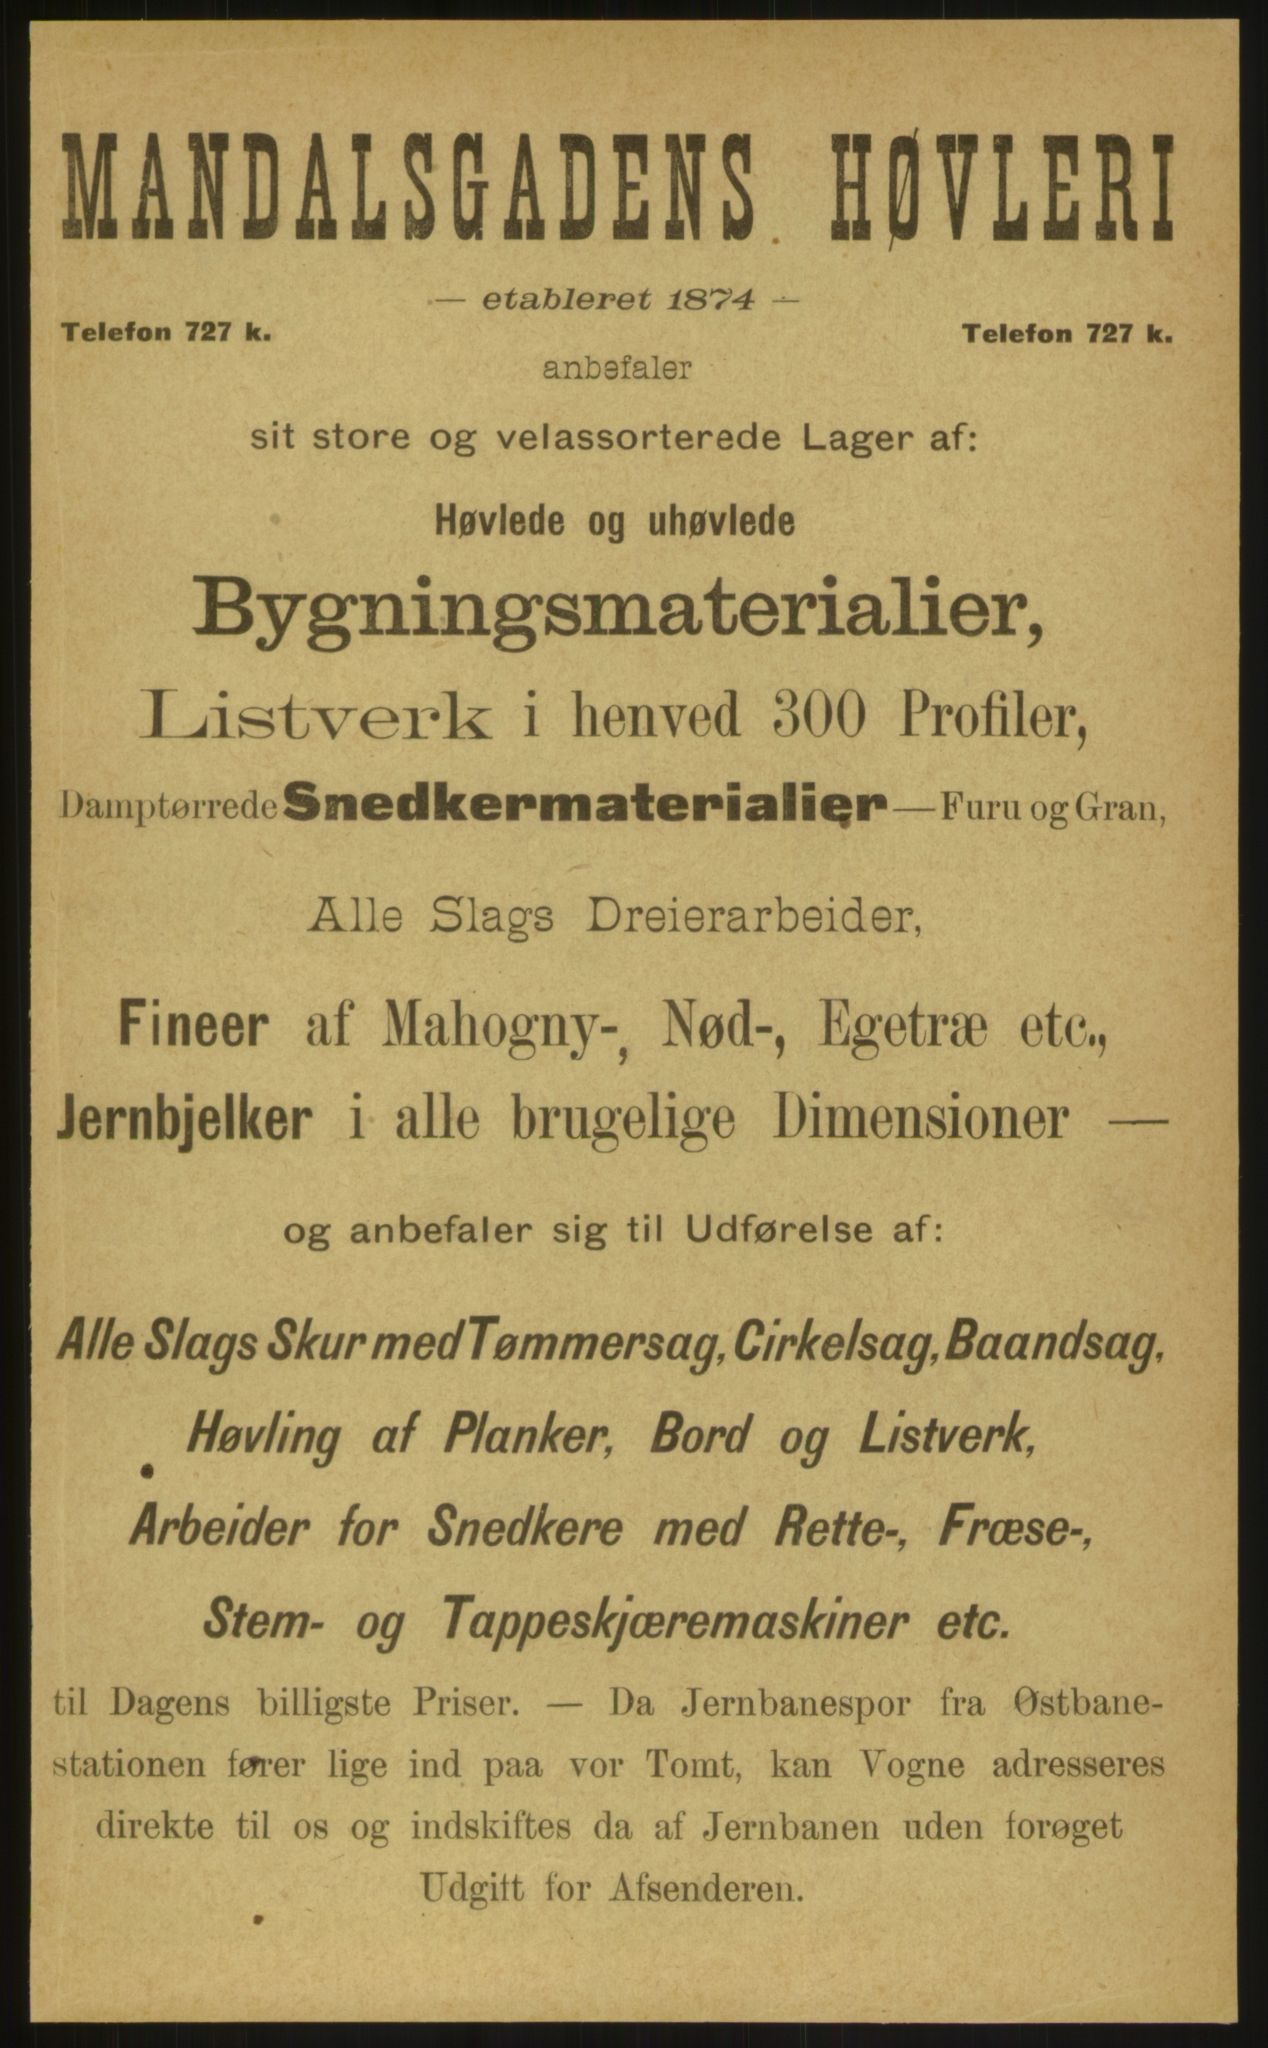 MANDALSGADENS HØVLERI
— etableret 1874 —
Telefon 727 k. Telefon 727 k.
anbefaler
sit store og velassorterede Lager af:
Høvlede og uhøvlede
Bygningsmaterialier,
Listverk i henved 300 Profiler,
Damptørrede Snedkermaterialier — Furu og Gran,
Alle Slags Dreierarbeider,
Fineer af Mahogny-, Nød-, Egetræ etc.,
Jernbjelker i alle brugelige Dimensioner —
og anbefaler sig til Udførelse af:
Alle Slags Skur med Tømmersag, Cirkelsag, Baandsag,
Høvling af Planker, Bord og Listverk,
Arbeider for Snedkere med Rette-, Fræse-,
Stem- og Tappeskjæremaskiner etc.
til Dagens billigste Priser. — Da Jernbanespor fra Østbane-
stationen fører lige ind paa vor Tomt, kan Vogne adresseres
direkte til os og indskiftes da af Jernbanen uden forøget
Udgift for Afsenderen.